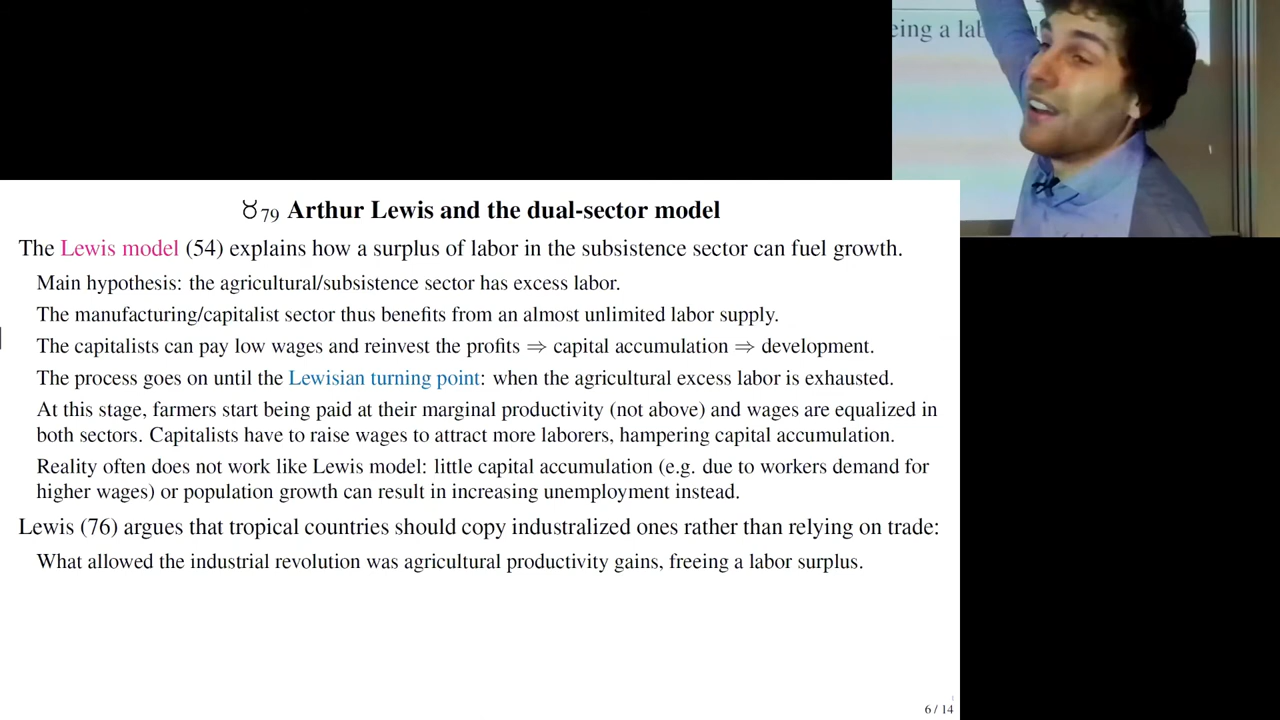 eing a lab
♉79 Arthur Lewis and the dual-sector model
The Lewis model (54) explains how a surplus of labor in the subsistence sector can fuel growth.
Main hypothesis: the agricultural/subsistence sector has excess labor.
The manufacturing/capitalist sector thus benefits from an almost unlimited labor supply.
The capitalists can pay low wages and reinvest the profits ⇒ capital accumulation ⇒ development.
The process goes on until the Lewisian turning point: when the agricultural excess labor is exhausted.
At this stage, farmers start being paid at their marginal productivity (not above) and wages are equalized in
both sectors. Capitalists have to raise wages to attract more laborers, hampering capital accumulation.
Reality often does not work like Lewis model: little capital accumulation (e.g. due to workers demand for
higher wages) or population growth can result in increasing unemployment instead.
Lewis (76) argues that tropical countries should copy industralized ones rather than relying on trade:
What allowed the industrial revolution was agricultural productivity gains, freeing a labor surplus.
6 / 14